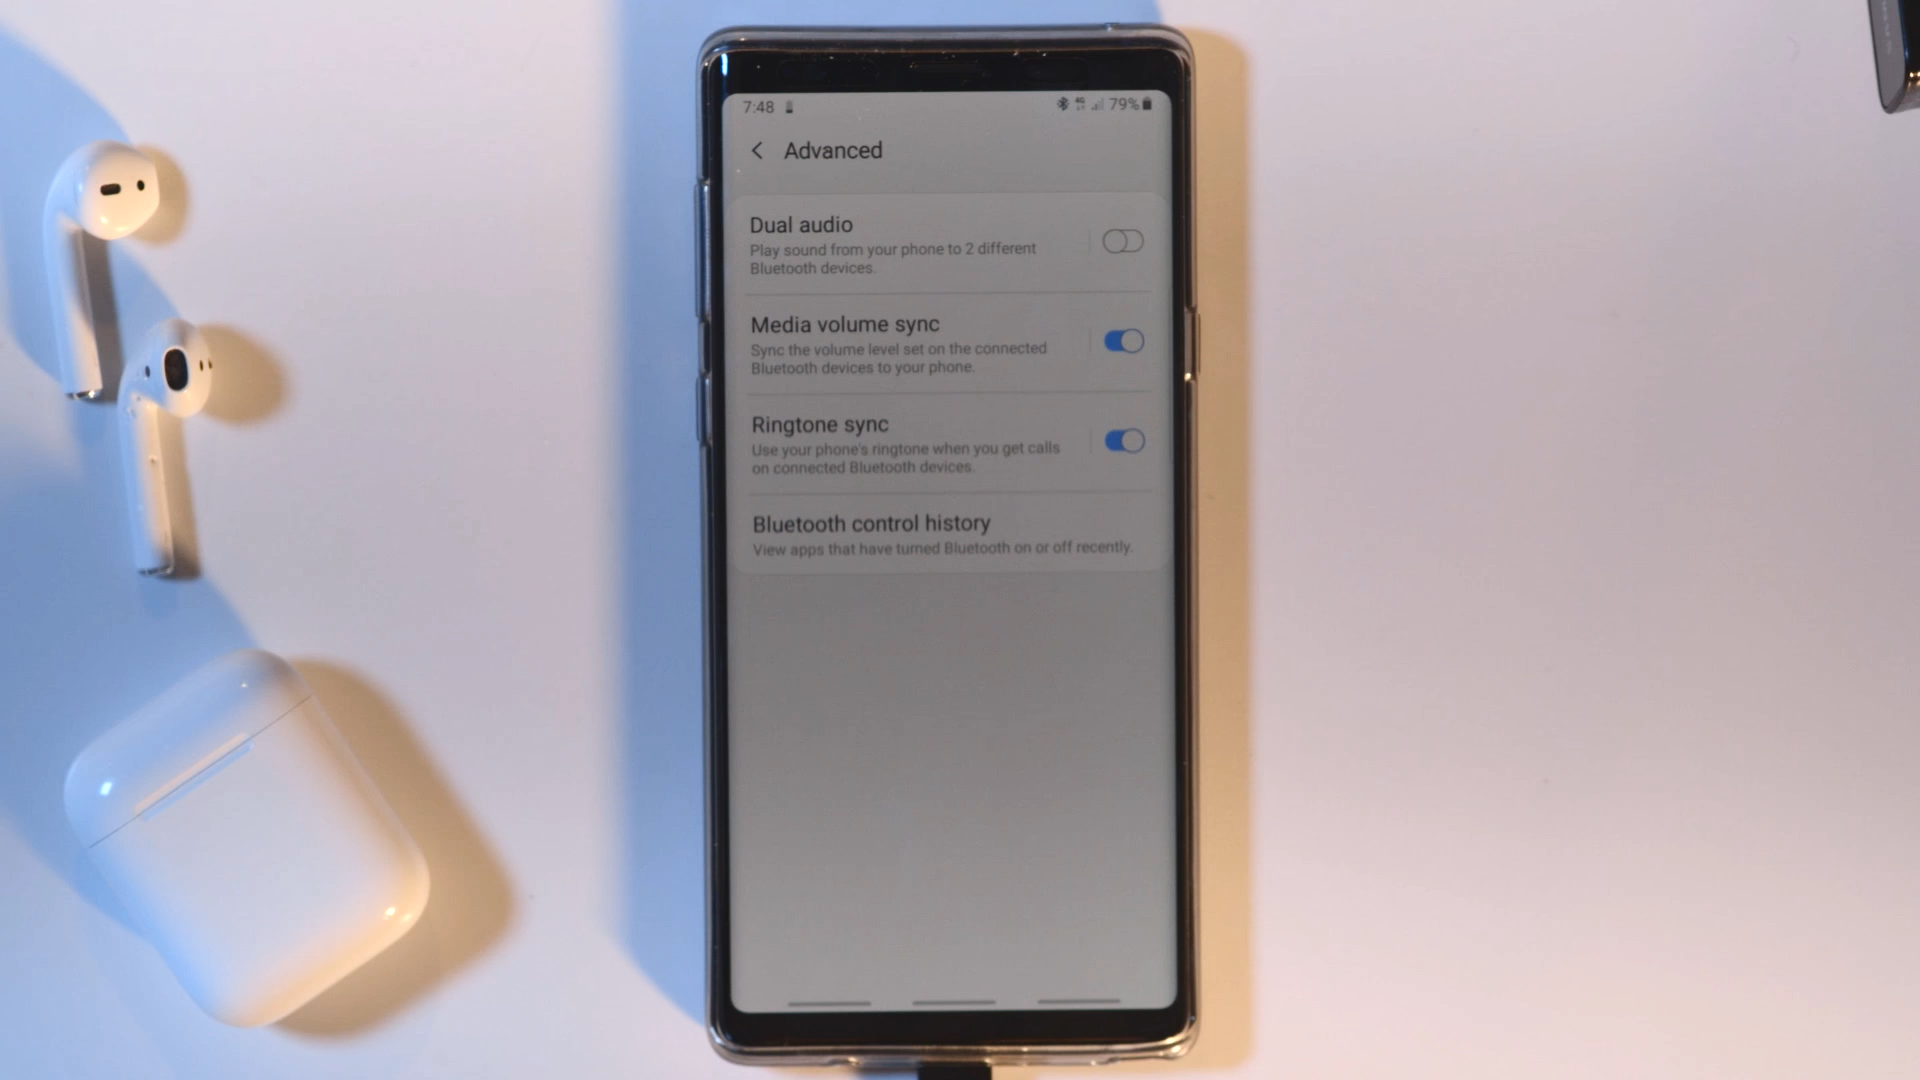 7:48
4G 79%
Advanced
Dual audio
Play sound from your phone to 2 different
Bluetooth devices.
Media volume sync
Sync the volume level set on the connected
Bluetooth devices to your phone.
Ringtone sync
Use your phone's ringtone when you get calls
on connected Bluetooth devices.
Bluetooth control history
View apps that have turned Bluetooth on or off recently.